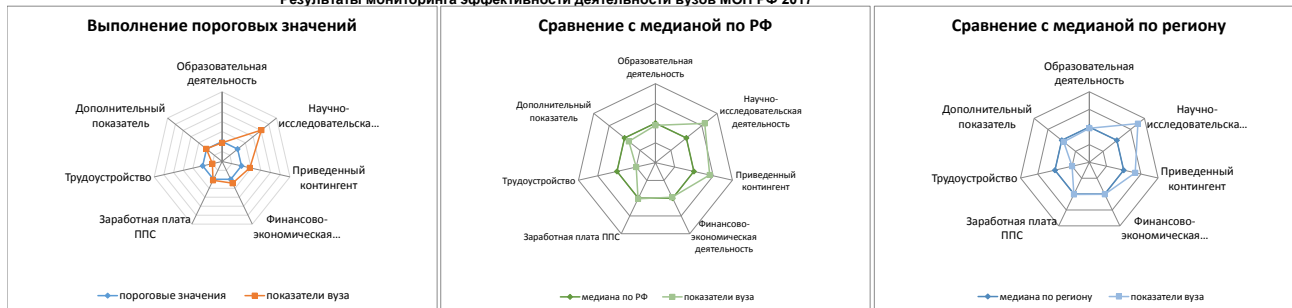 Результаты мониторинга эффективности деятельности вузов МОН РФ 2017
Выполнение пороговых значений
Образовательная
деятельность
Научно-
исследовательска...
Приведенный
контингент
Финансово-
экономическая...
Заработная плата
ППС
Трудоустройство
Дополнительный
показатель
пороговые значения
показатели вуза
Сравнение с медианой по РФ
Образовательная
деятельность
Научно-
исследовательская
деятельность
Приведенный
контингент
Финансово-
экономическая
деятельность
Заработная плата ППС
Трудоустройство
Дополнительный
показатель
медиана по РФ
показатели вуза
Сравнение с медианой по региону
Образовательная
деятельность
Научно-
исследовательска...
Приведенный
контингент
Финансово-
экономическая...
Заработная плата
ППС
Трудоустройство
Дополнительный
показатель
медиана по региону
показатели вуза